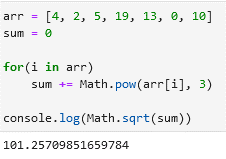 arr = [4, 2, 5, 19, 13, 0, 10]
sum = 0
for(i in arr)
sum += Math.pow(arr[i], 3)
console.log(Math.sqrt(sum))
101.25709851659784